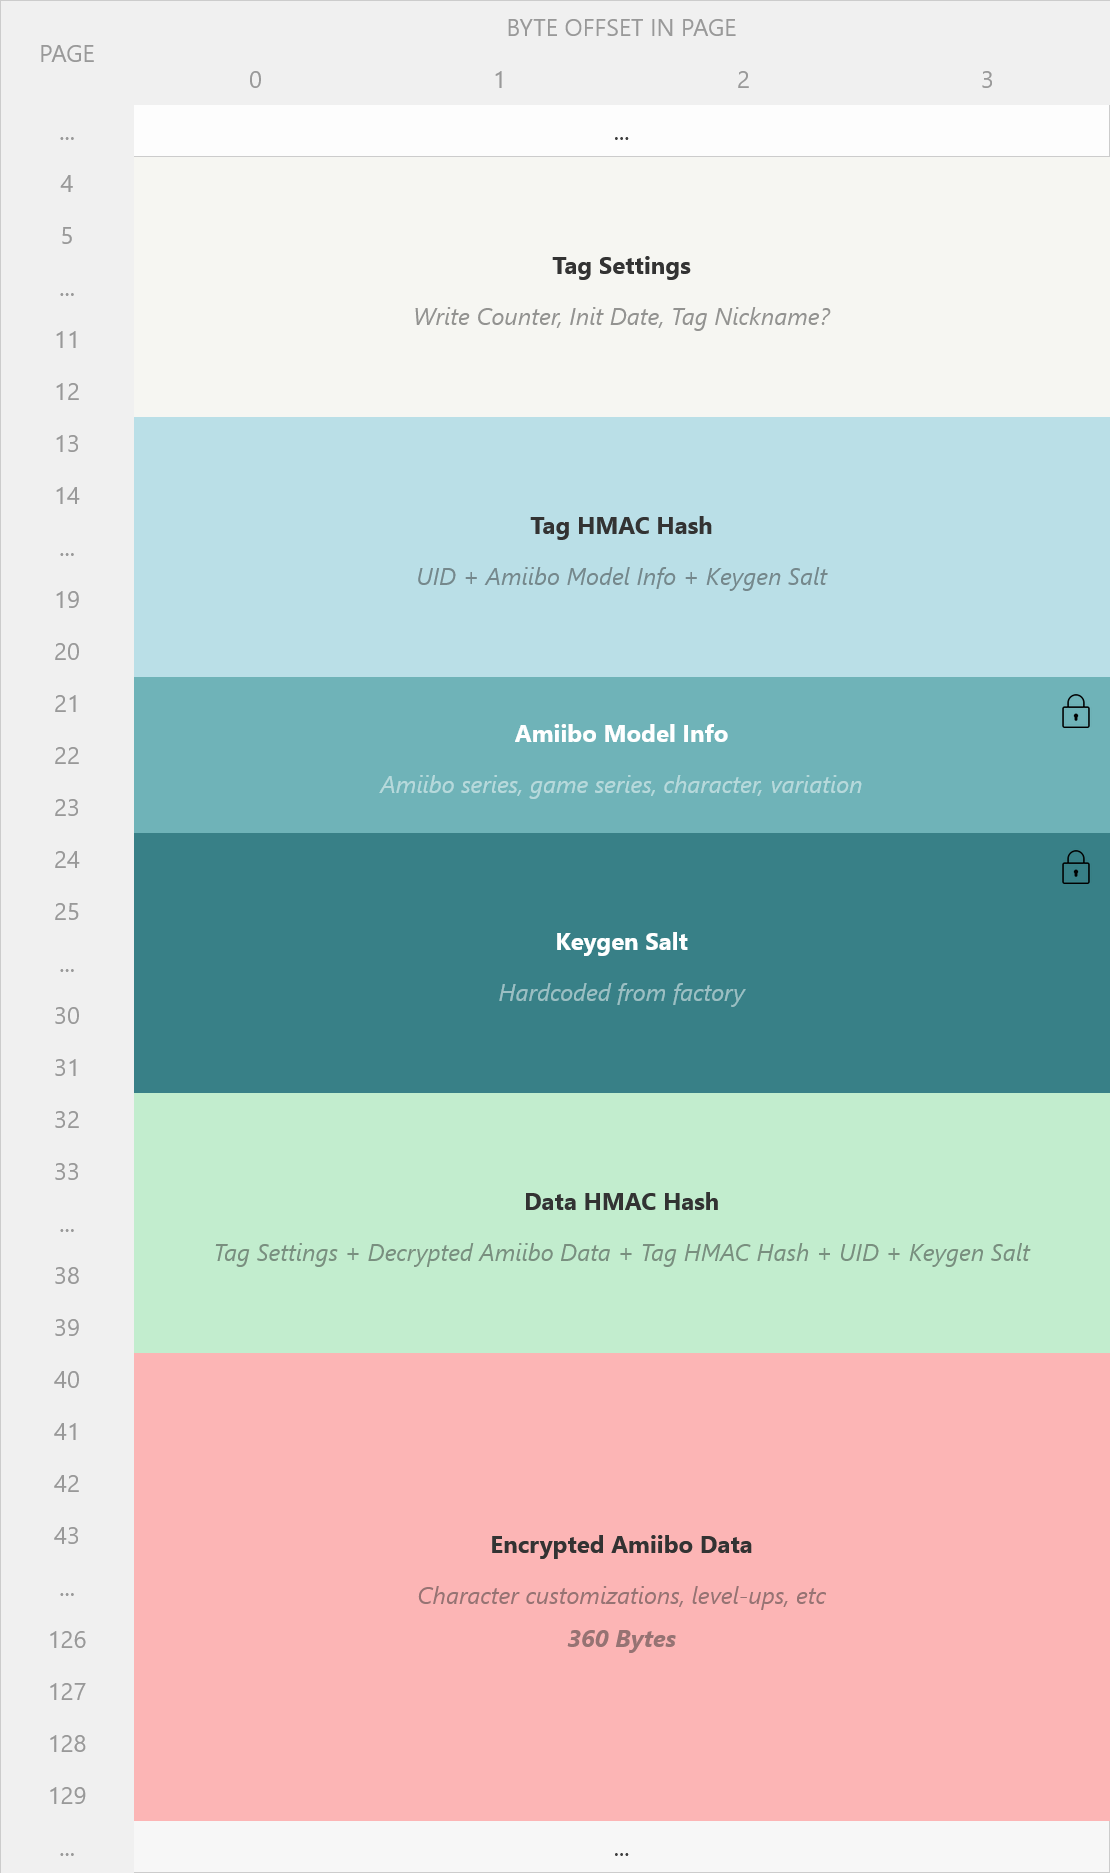 BYTE OFFSET IN PAGE
PAGE
0 1 2 3
... ...
4
5
Tag Settings
... Write Counter, Init Date, Tag Nickname?
11
12
13
14
Tag HMAC Hash
...
UID + Amiibo Model Info + Keygen Salt
19
20
21
Amiibo Model Info
22
Amiibo series, game series, character, variation
23
24
25
Keygen Salt
...
Hardcoded from factory
30
31
32
33
Data HMAC Hash
...
Tag Settings + Decrypted Amiibo Data + Tag HMAC Hash + UID + Keygen Salt
38
39
40
41
42
43
Encrypted Amiibo Data
...
Character customizations, level-ups, etc
126 360 Bytes
127
128
129
... ...